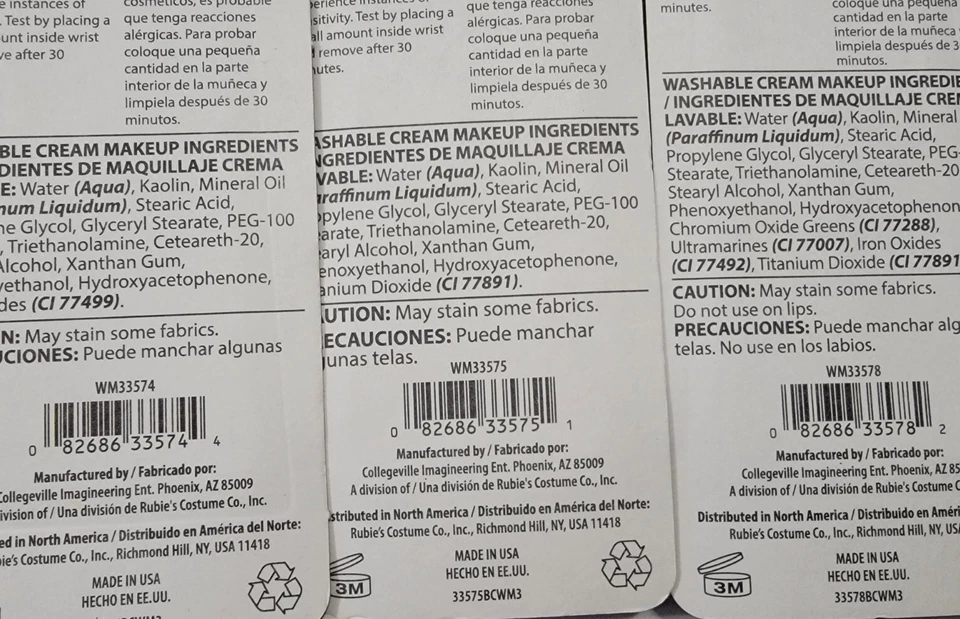 e instances of
. Test by placing a
unt inside wrist
ve after 30
cosméticos, es probable
que tenga reacciones
alérgicas. Para probar
coloque una pequeña
cantidad en la parte
interior de la muñeca y
límpiela después de 30
minutos.
BLE CREAM MAKEUP INGREDIENTS
DIENTES DE MAQUILLAJE CREMA
E: Water (Aqua), Kaolin, Mineral Oil
num Liquidum), Stearic Acid,
ne Glycol, Glyceryl Stearate, PEG-100
, Triethanolamine, Ceteareth-20,
Alcohol, Xanthan Gum,
yethanol, Hydroxyacetophenone,
des (CI 77499).
N: May stain some fabrics.
UCIONES: Puede manchar algunas
WM33574
0 82686 33574 4
Manufactured by / Fabricado por:
Collegeville Imagineering Ent. Phoenix, AZ 85009
ivision of / Una división de Rubie's Costume Co., Inc.
ed in North America / Distribuido en América del Norte:
bie's Costume Co., Inc., Richmond Hill, NY, USA 11418
MADE IN USA
HECHO EN EE.UU.
perience instances of
sitivity. Test by placing a
all amount inside wrist
remove after 30
utes.
que tenga reacciones
alérgicas. Para probar
coloque una pequeña
cantidad en la parte
interior de la muñeca y
limpiela después de 30
minutos.
ASHABLE CREAM MAKEUP INGREDIENTS
NGREDIENTES DE MAQUILLAJE CREMA
VABLE: Water (Aqua), Kaolin, Mineral Oil
araffinum Liquidum), Stearic Acid,
opylene Glycol, Glyceryl Stearate, PEG-100
earate, Triethanolamine, Ceteareth-20,
earyl Alcohol, Xanthan Gum,
enoxyethanol, Hydroxyacetophenone,
anium Dioxide (CI 77891).
UTION: May stain some fabrics.
ECAUCIONES: Puede manchar
unas telas.
WM33575
0 82686 33575 1
Manufactured by / Fabricado por:
Collegeville Imagineering Ent. Phoenix, AZ 85009
A division of / Una división de Rubie's Costume Co., Inc.
stributed in North America / Distribuido en América del Norte:
Rubie's Costume Co., Inc., Richmond Hill, NY, USA 11418
MADE IN USA
HECHO EN EE.UU.
3M
33575BCWM3
minutes.
coloque una pequeña
cantidad en la parte
interior de la muñeca
limpiela después de 3
minutos.
WASHABLE CREAM MAKEUP INGREDIE
/ INGREDIENTES DE MAQUILLAJE CREM
LAVABLE: Water (Aqua), Kaolin, Mineral
(Paraffinum Liquidum), Stearic Acid,
Propylene Glycol, Glyceryl Stearate, PEG-
Stearate, Triethanolamine, Ceteareth-20
Stearyl Alcohol, Xanthan Gum,
Phenoxyethanol, Hydroxyacetophenon
Chromium Oxide Greens (CI 77288),
Ultramarines (CI 77007), Iron Oxides
(CI 77492), Titanium Dioxide (CI 77891
CAUTION: May stain some fabrics.
Do not use on lips.
PRECAUCIONES: Puede manchar alg
telas. No use en los labios.
WM33578
0 82686 33578 2
Manufactured by / Fabricado por:
Collegeville Imagineering Ent. Phoenix, AZ 85
A division of / Una división de Rubie's Costume C
Distributed in North America / Distribuido en Améri
Rubie's Costume Co., Inc., Richmond Hill, NY, USA
MADE IN USA
HECHO EN EE.UU.
3M
33578BCWM3